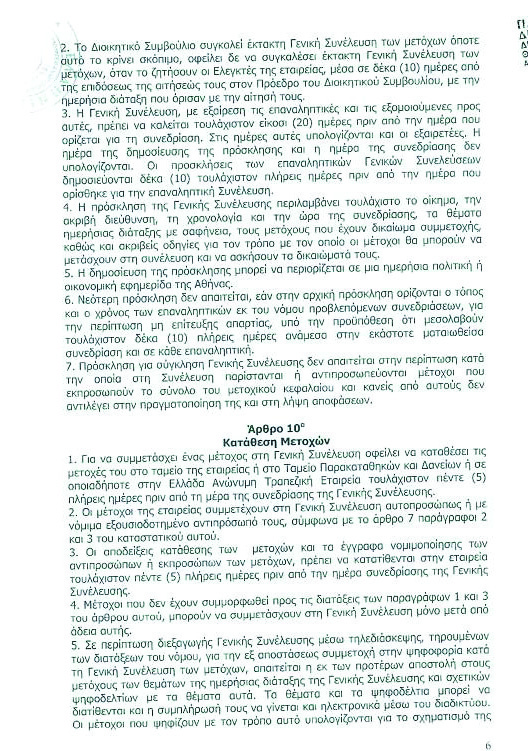 2. Το Διοικητικό Συμβούλιο συγκαλεί έκτακτη Γενική Συνέλευση των μετόχων όποτε
αυτό το κρίνει σκόπιμο, οφείλει δε να συγκαλέσει έκτακτη Γενική Συνέλευση των
μετόχων, όταν το ζητήσουν οι Ελεγκτές της εταιρείας, μέσα σε δέκα (10) ημέρες από
της επιδόσεως της αιτήσεώς τους στον Πρόεδρο του Διοικητικού Συμβουλίου, με την
ημερήσια διάταξη που όρισαν με την αίτησή τους.
3. Η Γενική Συνέλευση, με εξαίρεση τις επαναληπτικές και τις εξομοιούμενες προς
αυτές, πρέπει να καλείται τουλάχιστον είκοσι (20) ημέρες πριν από την ημέρα που
ορίζεται για τη συνεδρίαση. Στις ημέρες αυτές υπολογίζονται και οι εξαιρετέες. Η
ημέρα της δημοσίευσης της πρόσκλησης και η ημέρα της συνεδρίασης δεν
υπολογίζονται. Οι προσκλήσεις των επαναληπτικών Γενικών Συνελεύσεων
δημοσιεύονται δέκα (10) τουλάχιστον πλήρεις ημέρες πριν από την ημέρα που
ορίσθηκε για την επαναληπτική Συνέλευση.
4. Η πρόσκληση της Γενικής Συνέλευσης περιλαμβάνει τουλάχιστο το οίκημα, την
ακριβή διεύθυνση, τη χρονολογία και την ώρα της συνεδρίασης, τα θέματα
ημερήσιας διάταξης με σαφήνεια, τους μετόχους που έχουν δικαίωμα συμμετοχής,
καθώς και ακριβείς οδηγίες για τον τρόπο με τον οποίο οι μέτοχοι θα μπορούν να
μετάσχουν στη συνέλευση και να ασκήσουν τα δικαιώματά τους.
5. Η δημοσίευση της πρόσκλησης μπορεί να περιορίζεται σε μια ημερήσια πολιτική ή
οικονομική εφημερίδα της Αθήνας.
6. Νεότερη πρόσκληση δεν απαιτείται, εάν στην αρχική πρόσκληση ορίζονται ο τόπος
και ο χρόνος των επαναληπτικών εκ του νόμου προβλεπόμενων συνεδριάσεων, για
την περίπτωση μη επίτευξης απαρτίας, υπό την προϋπόθεση ότι μεσολαβούν
τουλάχιστον δέκα (10) πλήρεις ημέρες ανάμεσα στην εκάστοτε ματαιωθείσα
συνεδρίαση και σε κάθε επαναληπτική.
7. Πρόσκληση για σύγκληση Γενικής Συνέλευσης δεν απαιτείται στην περίπτωση κατά
την οποία στη Συνέλευση παρίστανται ή αντιπροσωπεύονται μέτοχοι που
εκπροσωπούν το σύνολο του μετοχικού κεφαλαίου και κανείς από αυτούς δεν
αντιλέγει στην πραγματοποίηση της και στη λήψη αποφάσεων.
Άρθρο 10°
Κατάθεση Μετοχών
1. Για να συμμετάσχει ένας μέτοχος στη Γενική Συνέλευση οφείλει να καταθέσει τις
μετοχές του στο ταμείο της εταιρείας ή στο Ταμείο Παρακαταθηκών και Δανείων ή σε
οποιαδήποτε στην Ελλάδα Ανώνυμη Τραπεζική Εταιρεία τουλάχιστον πέντε (5)
πλήρεις ημέρες πριν από τη μέρα της συνεδρίασης της Γενικής Συνέλευσης.
2. Οι μέτοχοι της εταιρείας συμμετέχουν στη Γενική Συνέλευση αυτοπροσώπως ή με
νόμιμα εξουσιοδοτημένο αντιπρόσωπό τους, σύμφωνα με το άρθρο 7 παράγραφοι 2
και 3 του καταστατικού αυτού.
3. Οι αποδείξεις κατάθεσης των μετοχών και τα έγγραφα νομιμοποίησης των
αντιπροσώπων ή εκπροσώπων των μετόχων, πρέπει να κατατίθενται στην εταιρεία
τουλάχιστον πέντε (5) πλήρεις ημέρες πριν από την ημέρα συνεδρίασης της Γενικής
Συνέλευσης.
4. Μέτοχοι που δεν έχουν συμμορφωθεί προς τις διατάξεις των παραγράφων 1 και 3
του άρθρου αυτού, μπορούν να συμμετάσχουν στη Γενική Συνέλευση μόνο μετά από
άδεια αυτής.
5. Σε περίπτωση διεξαγωγής Γενικής Συνέλευσης μέσω τηλεδιάσκεψης, τηρουμένων
των διατάξεων του νόμου, για την εξ αποστάσεως συμμετοχή στην ψηφοφορία κατά
τη Γενική Συνέλευση των μετόχων, απαιτείται η εκ των προτέρων αποστολή στους
μετόχους των θεμάτων της ημερήσιας διάταξης της Γενικής Συνέλευσης και σχετικών
ψηφοδελτίων με τα θέματα αυτά. Τα θέματα και τα ψηφοδέλτια μπορεί να
διατίθενται και η συμπλήρωσή τους να γίνεται και ηλεκτρονικά μέσω του διαδικτύου.
Οι μέτοχοι που ψηφίζουν με τον τρόπο αυτό υπολογίζονται για το σχηματισμό της
6